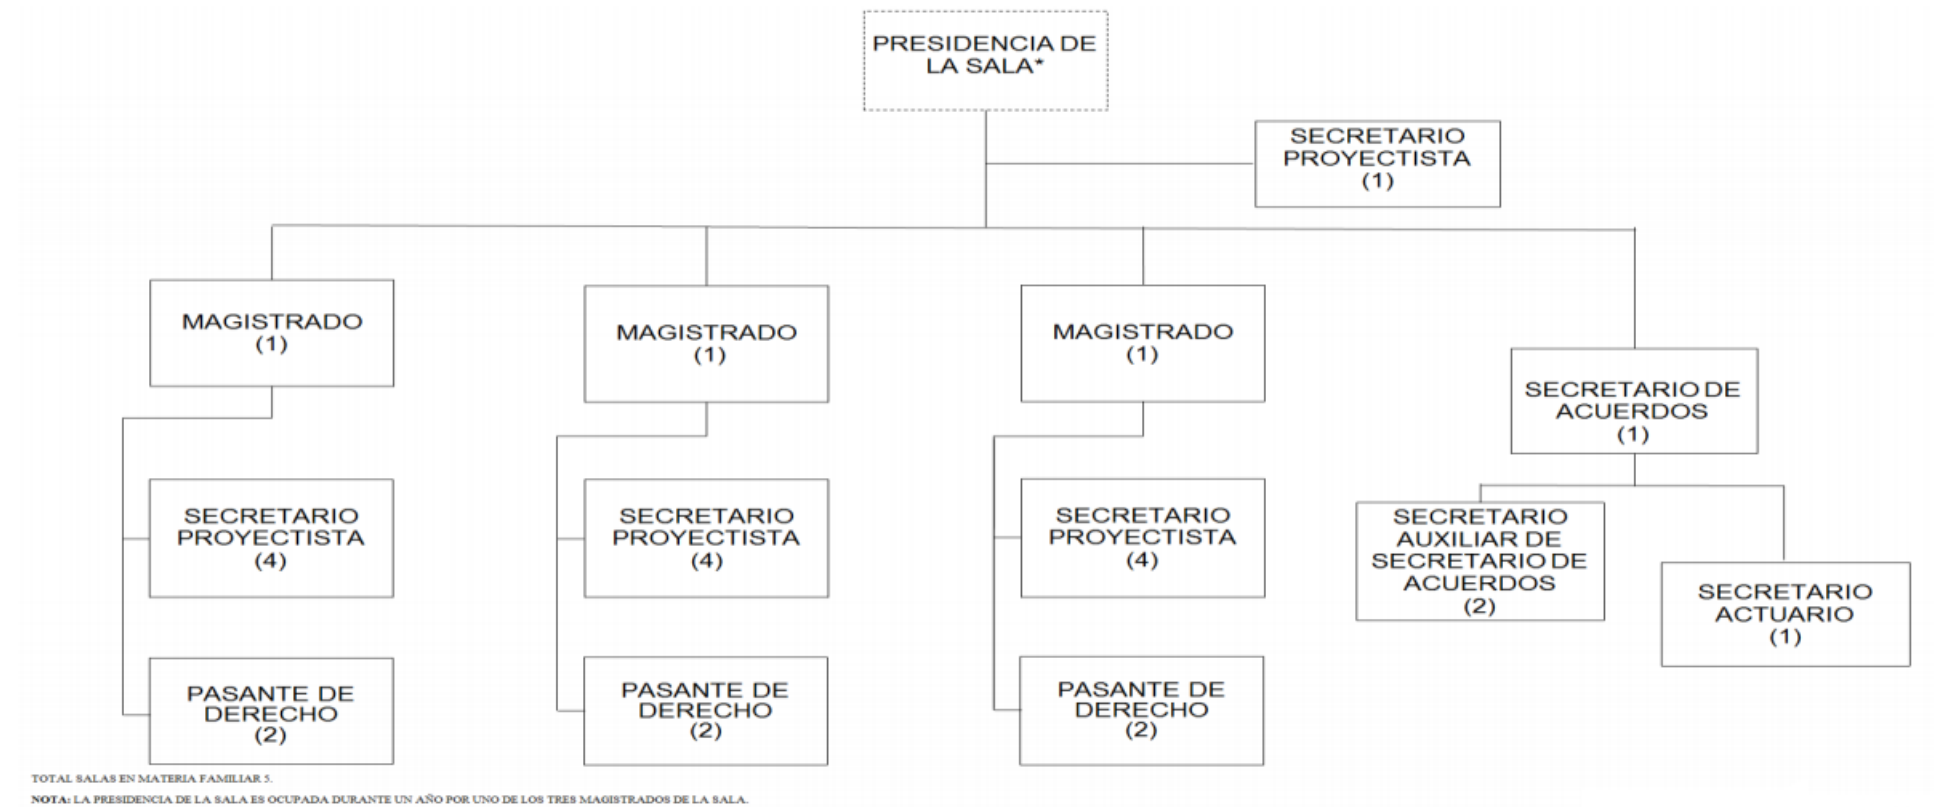 PRESIDENCIA DE
LA SALA*
SECRETARIO
PROYECTISTA
(1)
MAGISTRADO
(1)
MAGISTRADO
(1)
MAGISTRADO
(1)
SECRETARIO DE
ACUERDOS
(1)
SECRETARIO
PROYECTISTA
(4)
SECRETARIO
PROYECTISTA
(4)
SECRETARIO
PROYECTISTA
(4)
SECRETARIO
AUXILIAR DE
SECRETARIO DE
ACUERDOS
(2)
SECRETARIO
ACTUARIO
(1)
PASANTE DE
DERECHO
(2)
PASANTE DE
DERECHO
(2)
PASANTE DE
DERECHO
(2)
TOTAL SALAS EN MATERIA FAMILIAR 5.
NOTA: LA PRESIDENCIA DE LA SALA ES OCUPADA DURANTE UN AÑO POR UNO DE LOS TRES MAGISTRADOS DE LA SALA.